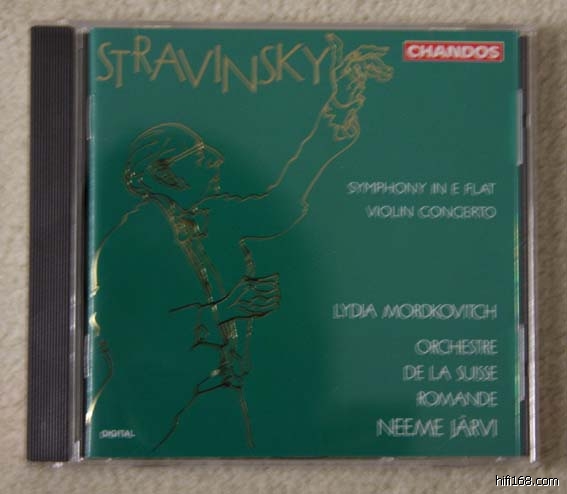 STRAVINSKY
CHANDOS
SYMPHONY IN E FLAT
VIOLIN CONCERTO
LYDIA MORDKOVITCH
ORCHESTRE
DE LA SUISSE
ROMANDE
NEEME JÄRVI
DIGITAL
hifi168.com